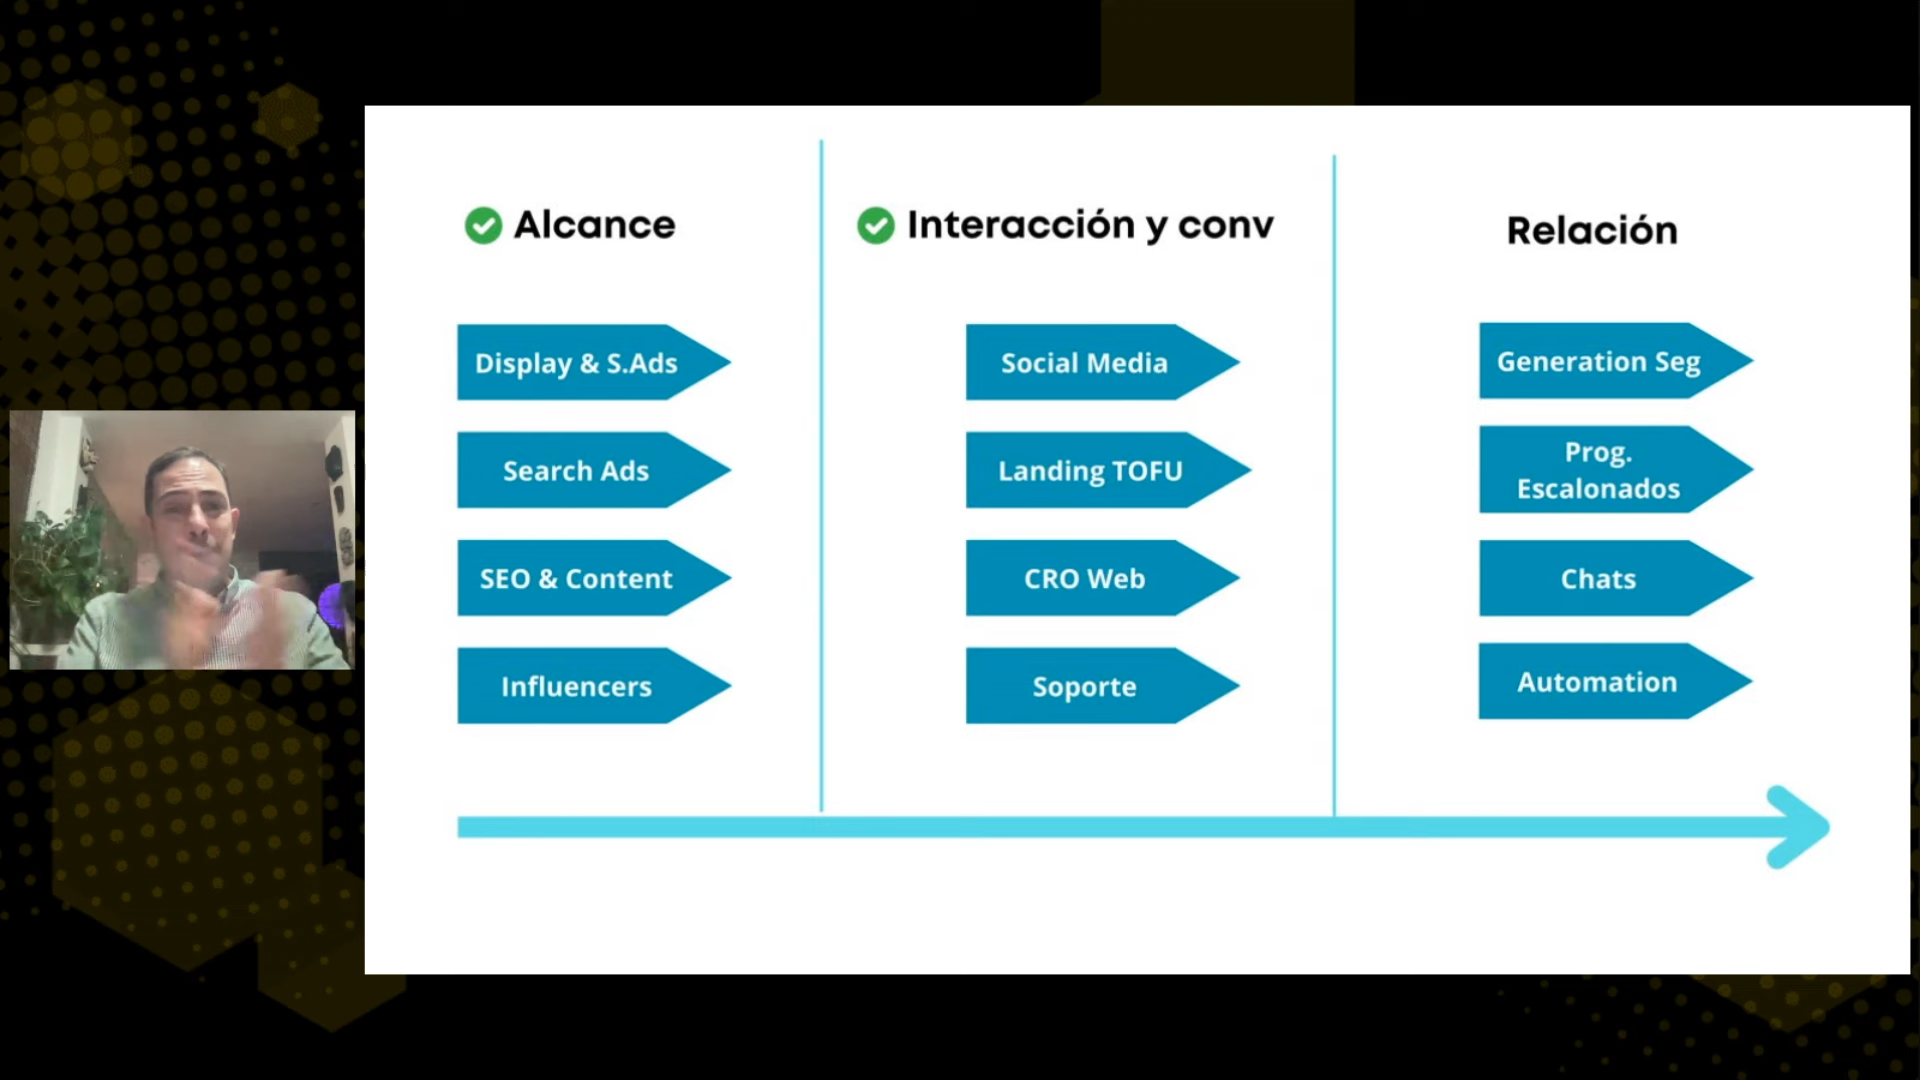 Alcance
Display & S.Ads
Search Ads
SEO & Content
Influencers
Interacción y conv
Social Media
Landing TOFU
CRO Web
Soporte
Relación
Generation Seg
Prog.
Escalonados
Chats
Automation